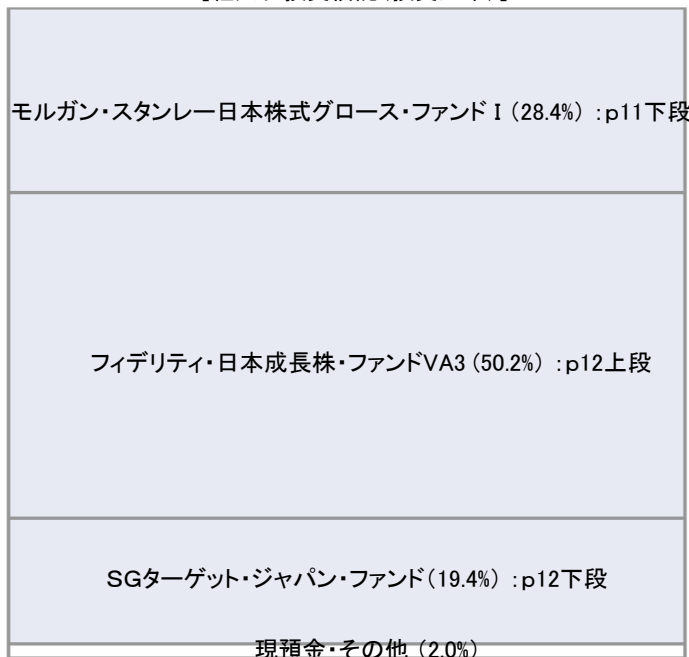 モルガン・スタンレー日本株式グロース・ファンドⅠ（28.4%）：p11下段
フィデリティ・日本成長株・ファンドVA3（50.2%）：p12上段
SGターゲット・ジャパン・ファンド（19.4%）：p12下段
現預金・その他（2.0%）